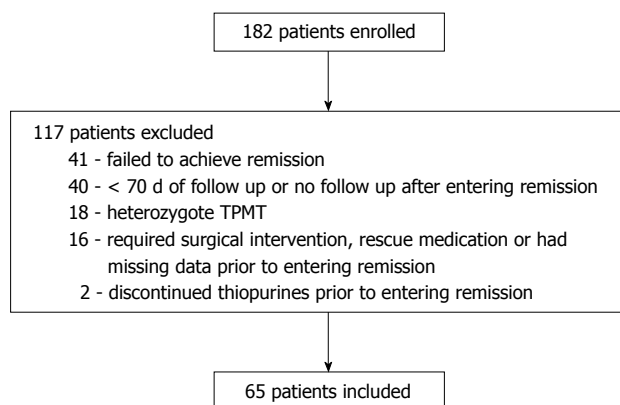 182 patients enrolled
117 patients excluded
41 - failed to achieve remission
40 - < 70 d of follow up or no follow up after entering remission
18 - heterozygote TPMT
16 - required surgical intervention, rescue medication or had
missing data prior to entering remission
2 - discontinued thiopurines prior to entering remission
65 patients included